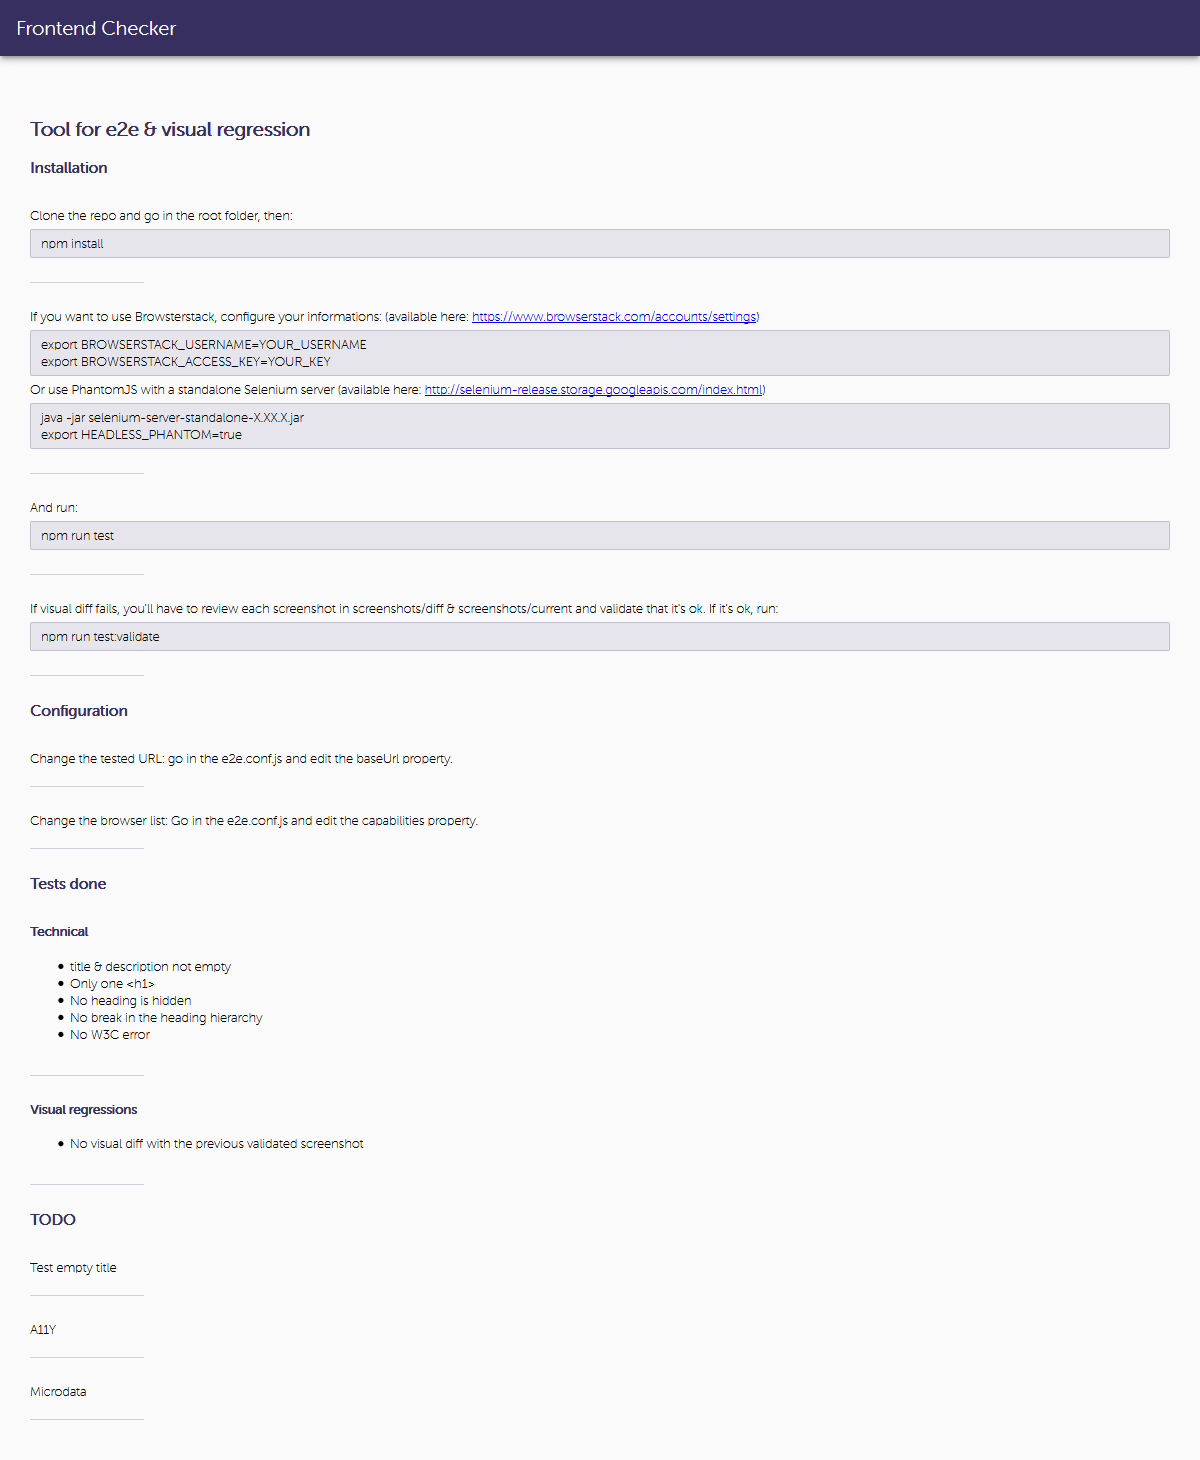 Frontend Checker
Tool for e2e & visual regression
Installation
Clone the repo and go in the root folder, then:
npm install
If you want to use Browsterstack, configure your informations: (available here: https://www.browserstack.com/accounts/settings)
export BROWSERSTACK_USERNAME=YOUR_USERNAME
export BROWSERSTACK_ACCESS_KEY=YOUR_KEY
Or use PhantomJS with a standalone Selenium server (available here: http://selenium-release.storage.googleapis.com/index.html)
java -jar selenium-server-standalone-X.XX.X.jar
export HEADLESS_PHANTOM=true
And run:
npm run test
If visual diff fails, you'll have to review each screenshot in screenshots/diff & screenshots/current and validate that it's ok. If it's ok, run:
npm run test:validate
Configuration
Change the tested URL: go in the e2e.conf.js and edit the baseUrl property.
Change the browser list: Go in the e2e.conf.js and edit the capabilities property.
Tests done
Technical
• title & description not empty
• Only one <h1>
• No heading is hidden
• No break in the heading hierarchy
• No W3C error
Visual regressions
• No visual diff with the previous validated screenshot
TODO
Test empty title
A11Y
Microdata